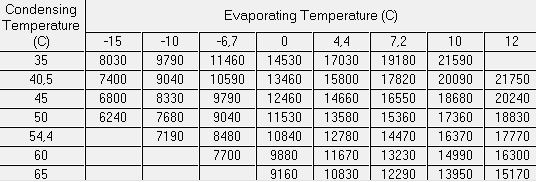 Condensing Temperature (C) Evaporating Temperature (C)
-15 -10 -6,7 0 4,4 7,2 10 12
35 8030 9790 11460 14530 17030 19180 21590
40,5 7400 9040 10590 13460 15800 17820 20090 21750
45 6800 8330 9790 12460 14660 16550 18680 20240
50 6240 7680 9040 11530 13580 15360 17360 18830
54,4 7190 8480 10840 12780 14470 16370 17770
60 7700 9880 11670 13230 14990 16300
65 9160 10830 12290 13950 15170